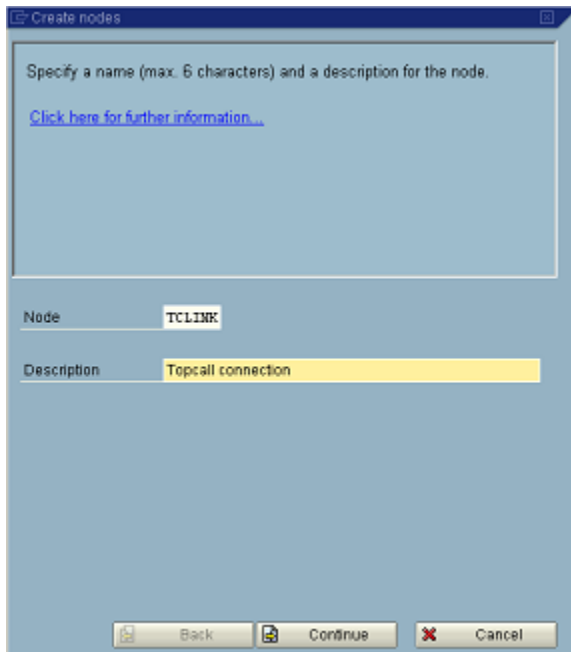 Create nodes
Specify a name (max. 6 characters) and a description for the node.
Click here for further information...
Node TCLINK
Description Topcall connection
Back Continue Cancel